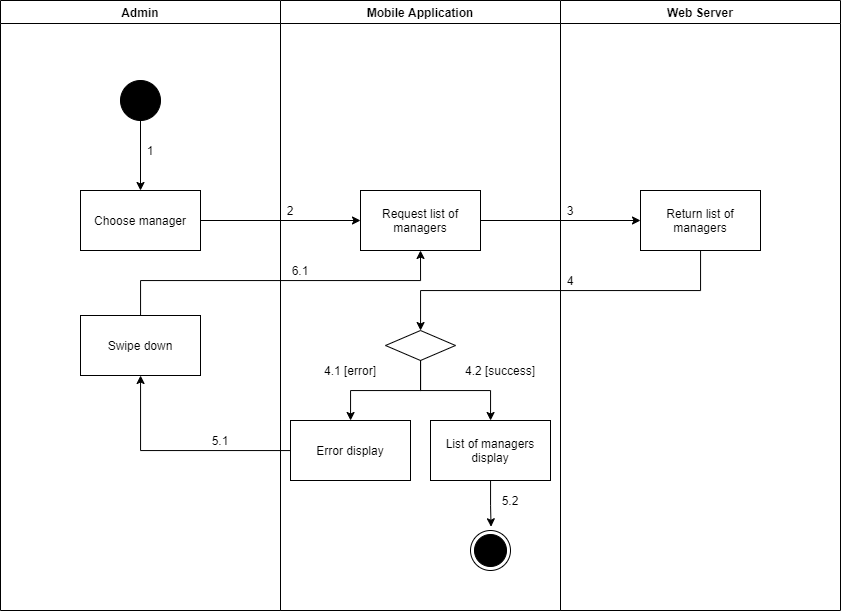 Admin
Mobile Application
Web Server
1
Choose manager
2
Request list of
managers
3
Return list of
managers
6.1
4
Swipe down
4.1 [error]
4.2 [success]
5.1
Error display
List of managers
display
5.2